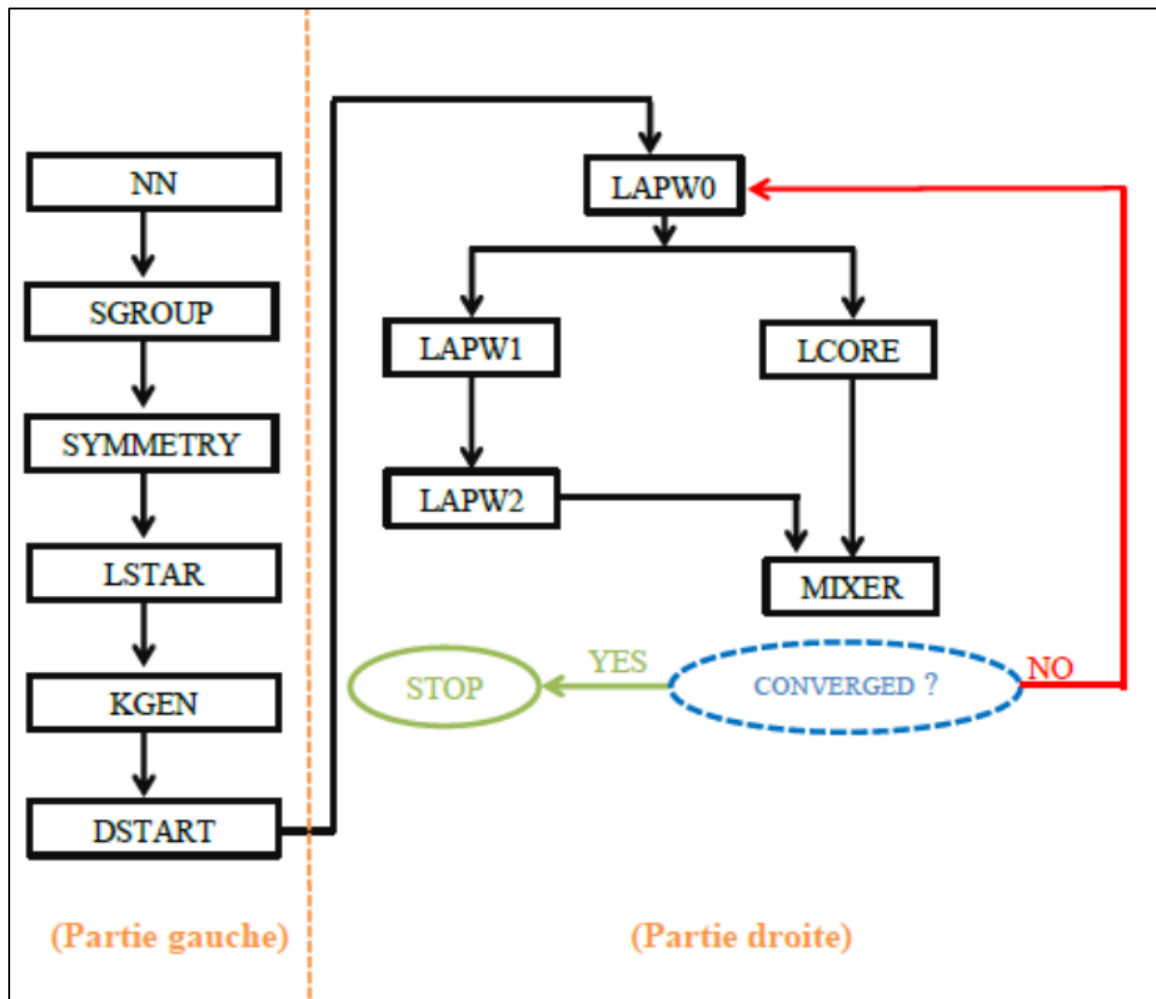 NN
SGROUP
SYMMETRY
LSTAR
KGEN
DSTART
(Partie gauche)
LAPW0
LAPW1
LCORE
LAPW2
MIXER
STOP
YES
CONVERGED ?
NO
(Partie droite)